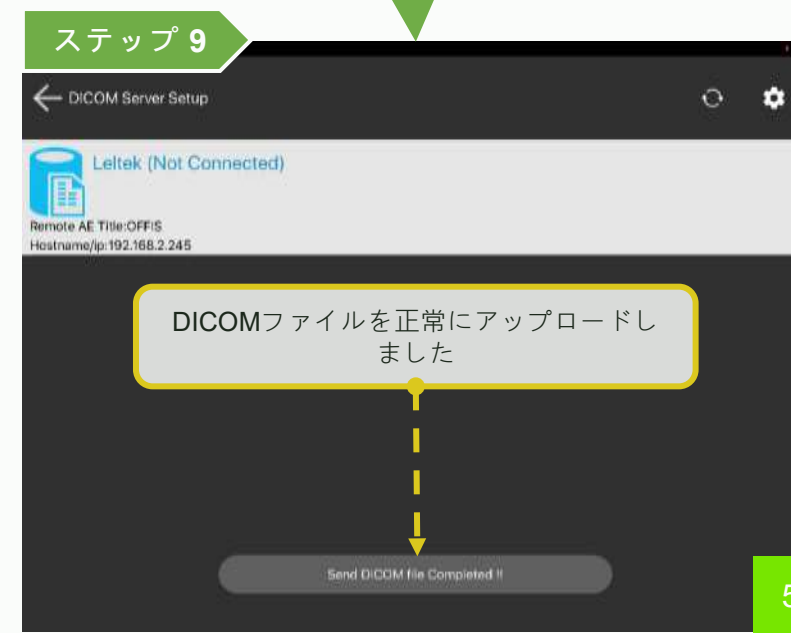 ステップ 9
DICOM Server Setup
Leltek (Not Connected)
Remote AE Title:OFFIS
Hostname/ip:192.168.2.245
DICOMファイルを正常にアップロードし
ました
Send DICOM file Completed !!
5